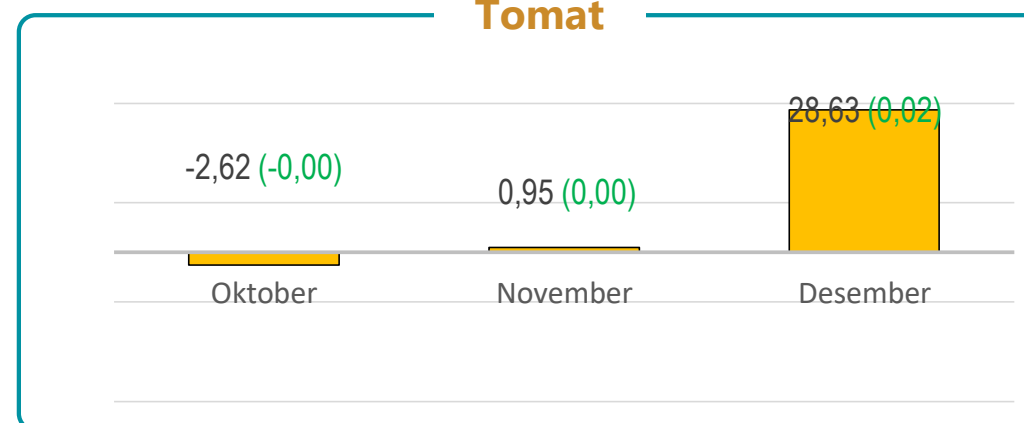 Tomat
28,63 (0,02)
-2,62 (-0,00)
0,95 (0,00)
Oktober November Desember